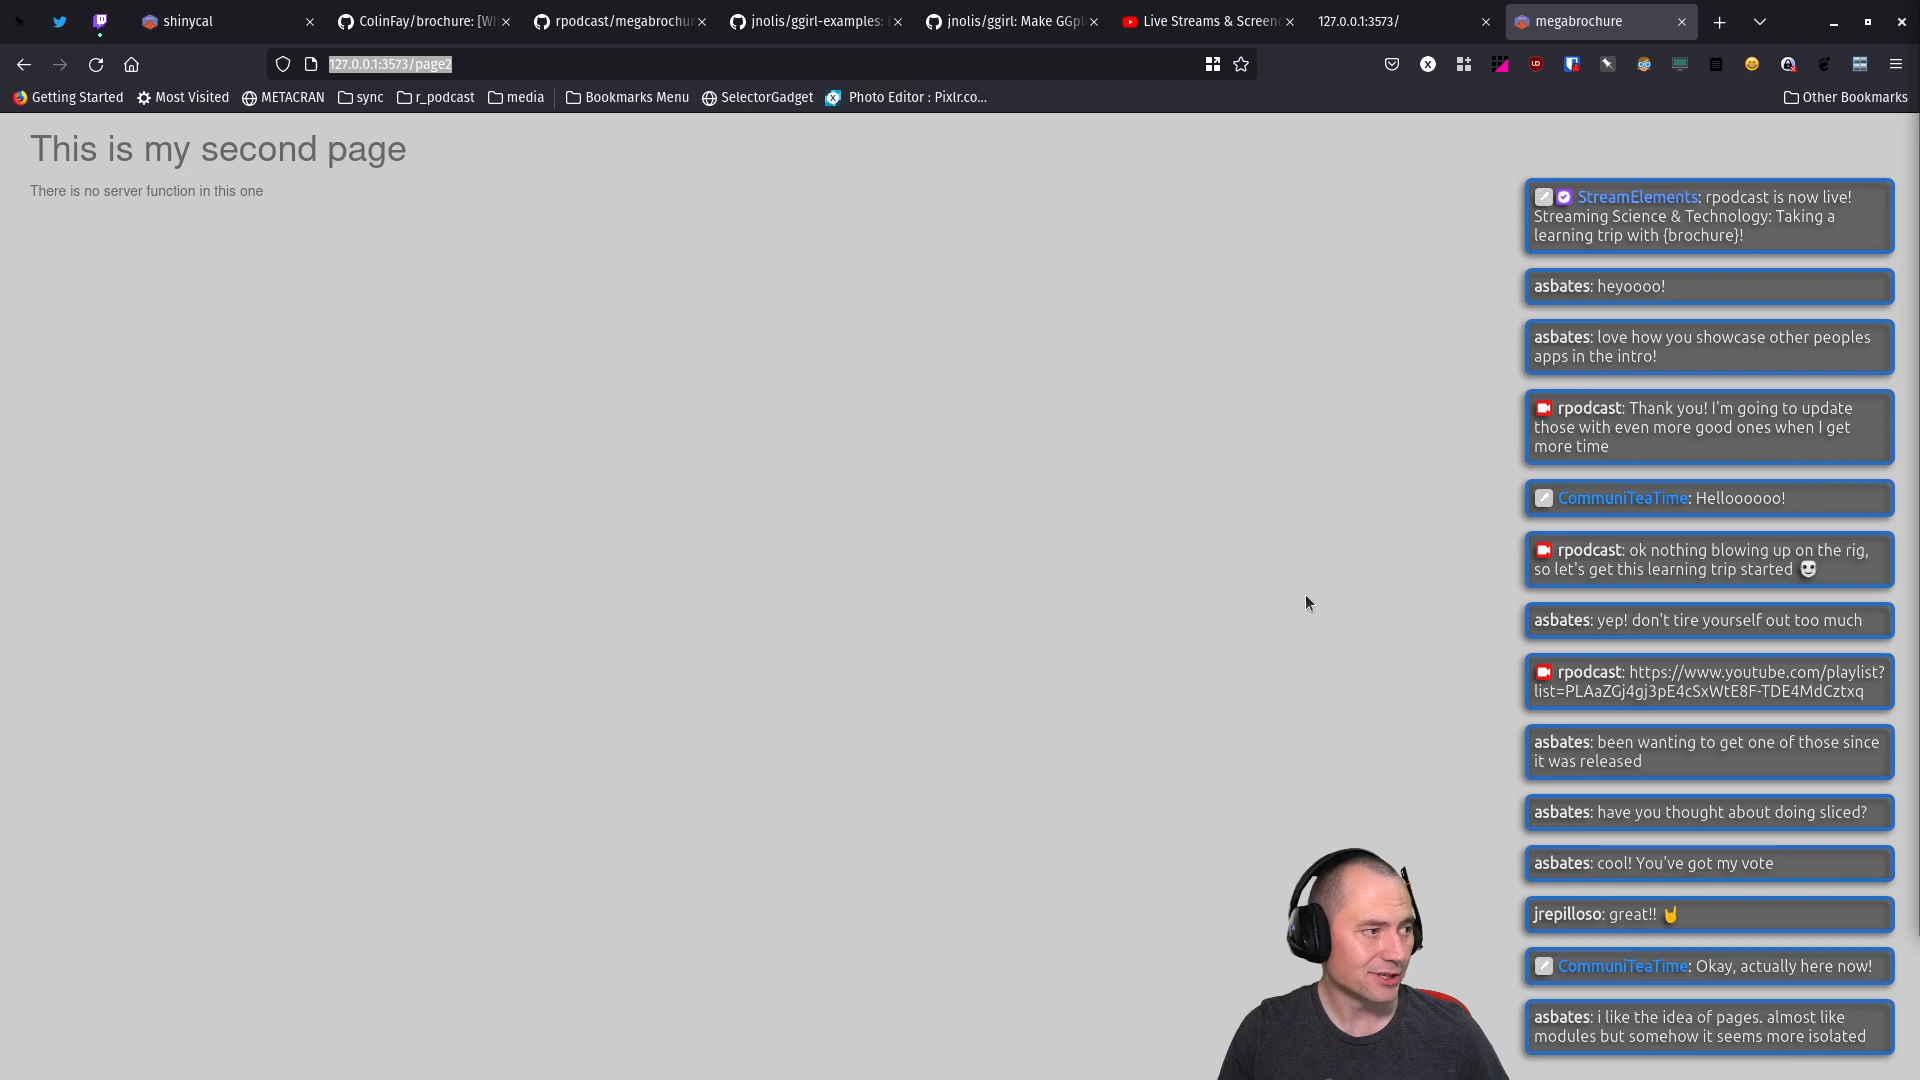 shinycal
ColinFay/brochure: [WI
rpodcast/megabrochur
jnolis/ggirl-examples:
jnolis/ggirl: Make GGpl
Live Streams & Screenc
127.0.0.1:3573/
megabrochure
127.0.0.1:3573/page2
Getting Started
Most Visited
METACRAN
sync
r_podcast
media
Bookmarks Menu
SelectorGadget
Photo Editor : Pixlr.co...
Other Bookmarks
This is my second page
There is no server function in this one
StreamElements: rpodcast is now live!
Streaming Science & Technology: Taking a
learning trip with {brochure}!
asbates: heyoooo!
asbates: love how you showcase other peoples
apps in the intro!
rpodcast: Thank you! I'm going to update
those with even more good ones when I get
more time
CommuniTeaTime: Helloooooo!
rpodcast: ok nothing blowing up on the rig,
so let's get this learning trip started
asbates: yep! don't tire yourself out too much
rpodcast: https://www.youtube.com/playlist?
list=PLAaZGj4gj3pE4cSxWtE8F-TDE4MdCztxq
asbates: been wanting to get one of those since
it was released
asbates: have you thought about doing sliced?
asbates: cool! You've got my vote
jrepilloso: great!! 🤘
CommuniTeaTime: Okay, actually here now!
asbates: i like the idea of pages. almost like
modules but somehow it seems more isolated